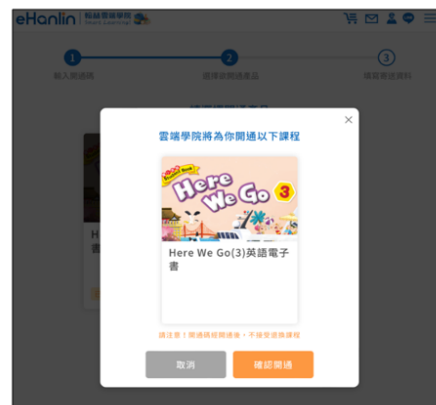 eHanlin 翰林雲端學院
Smart Learning!
1 2 3
輸入開通碼 選擇欲開通產品 填寫寄送資料
雲端學院將為你開通以下課程
Student Book
Here We Go 3
Here We Go(3)英語電子
書
請注意！開通碼經開通後，不接受退換課程
取消 確認開通